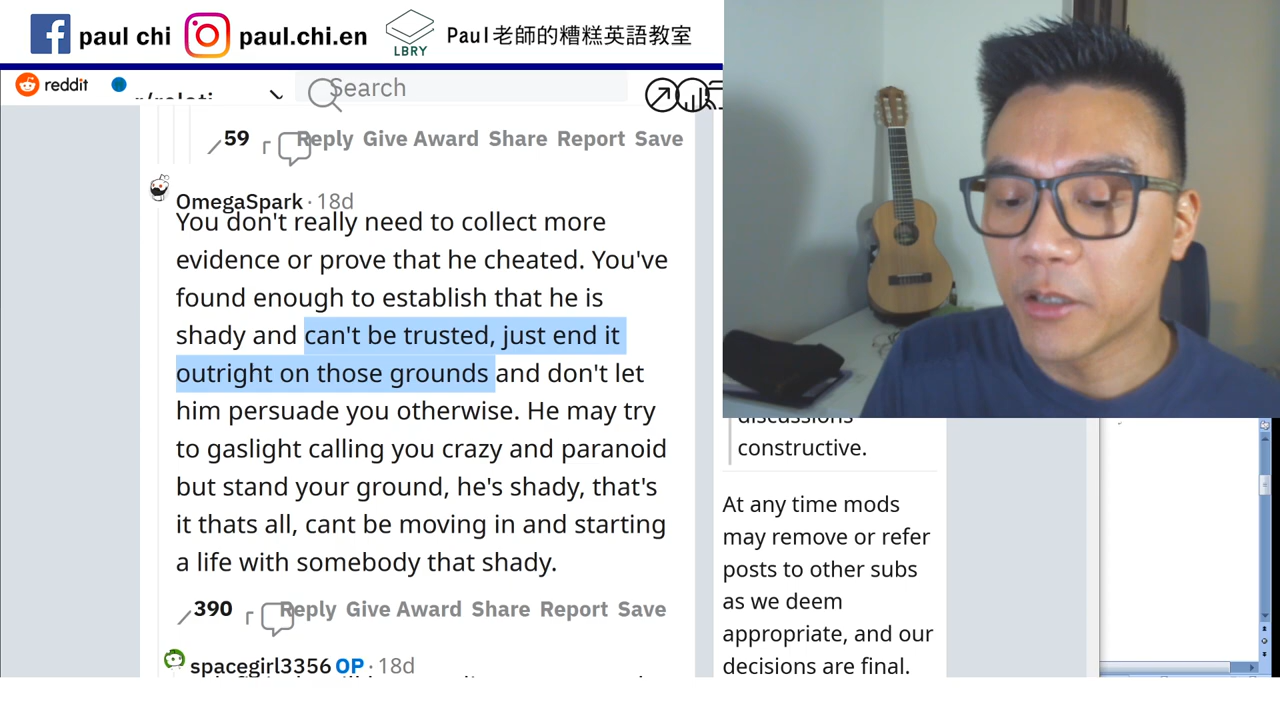 paul chi
paul.chi.en
LBRY
Paul老師的糟糕英語教室
reddit
Search
59
Reply Give Award Share Report Save
OmegaSpark · 18d
You don't really need to collect more
evidence or prove that he cheated. You've
found enough to establish that he is
shady and can't be trusted, just end it
outright on those grounds and don't let
him persuade you otherwise. He may try
to gaslight calling you crazy and paranoid
but stand your ground, he's shady, that's
it thats all, cant be moving in and starting
a life with somebody that shady.
390
Reply Give Award Share Report Save
spacegirl3356 OP · 18d
discussions
constructive.
At any time mods
may remove or refer
posts to other subs
as we deem
appropriate, and our
decisions are final.